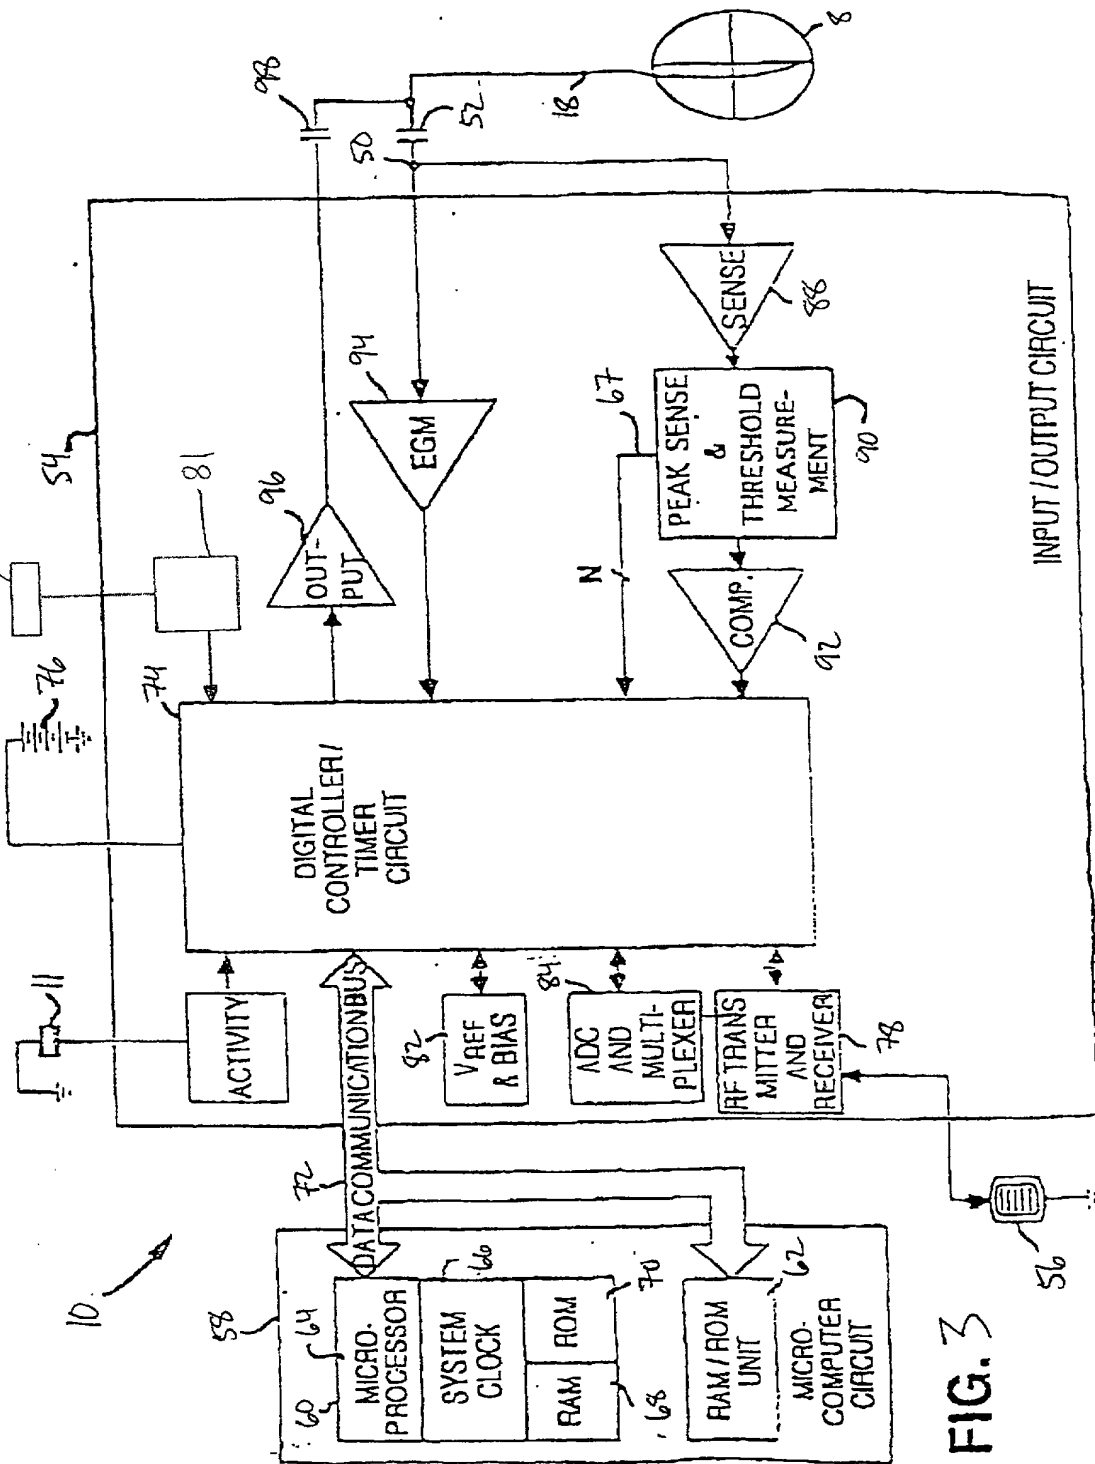 10
11
76
54
74
81
98
ACTIVITY
DIGITAL
CONTROLLER/
TIMER
CIRCUIT
96
OUT-
PUT
94
EGM
50
52
18
8
58
60
64
MICRO-
PROCESSOR
66
SYSTEM
CLOCK
RAM
ROM
68
70
72
DATA COMMUNICATION BUS
82
VREF
& BIAS
84
ADC
AND
MULTI-
PLEXER
RF TRANS
MITTER
AND
RECEIVER
78
N
67
PEAK SENSE
&
THRESHOLD
MEASURE-
MENT
90
SENSE
88
COMP.
92
62
RAM/ROM
UNIT
MICRO-
COMPUTER
CIRCUIT
56
INPUT/OUTPUT CIRCUIT
FIG. 3